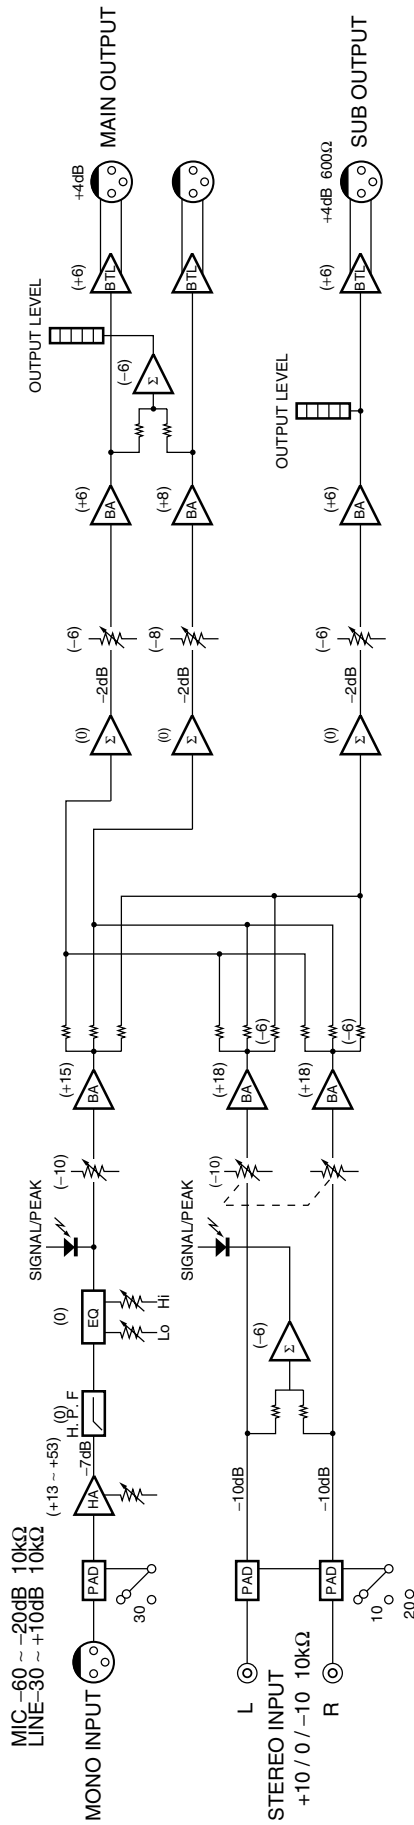 MIC –60 ~ –20dB 10kΩ
LINE–30 ~ +10dB 10kΩ
MONO INPUT
PAD
30
(+13 ~ +53)
HA
–7dB
(0)
H. P. F
(0)
EQ
Lo
Hi
SIGNAL/PEAK
(–10)
(+15)
BA
(0)
Σ
–2dB
(–6)
(+6)
BA
OUTPUT LEVEL
(–6)
Σ
(+6)
BTL
+4dB
MAIN OUTPUT
(0)
Σ
–2dB
(–8)
(+8)
BA
BTL
STEREO INPUT
+10 / 0 / –10 10kΩ
L
R
PAD
PAD
10
20
–10dB
–10dB
(–6)
Σ
SIGNAL/PEAK
(–10)
(+18)
BA
(–6)
(+18)
BA
(–6)
(0)
Σ
–2dB
(–6)
(+6)
BA
OUTPUT LEVEL
(+6)
BTL
+4dB 600Ω
SUB OUTPUT